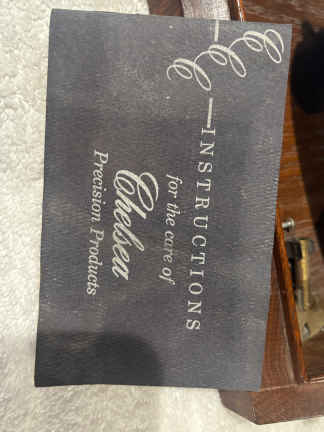 C
C
C
INSTRUCTIONS
for the care of
Chelsea
Precision Products